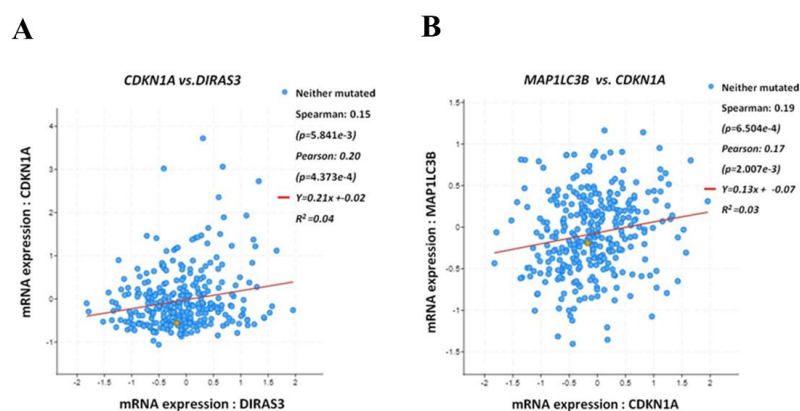 A
CDKN1A vs.DIRAS3
Neither mutated
Spearman: 0.15
(p=5.841e-3)
Pearson: 0.20
(p=4.373e-4)
Y=0.21x +-0.02
R²=0.04
mRNA expression : CDKN1A
4
3
2
1
0
-1
-2 -1.5 -1 -0.5 0 0.5 1 1.5 2
mRNA expression : DIRAS3
B
MAP1LC3B vs. CDKN1A
Neither mutated
Spearman: 0.19
(p=6.504e-4)
Pearson: 0.17
(p=2.007e-3)
Y=0.13x + -0.07
R²=0.03
mRNA expression : MAP1LC3B
1.5
1
0.5
0
-0.5
-1
-1.5
-2 -1.5 -1 -0.5 0 0.5 1 1.5 2
mRNA expression : CDKN1A